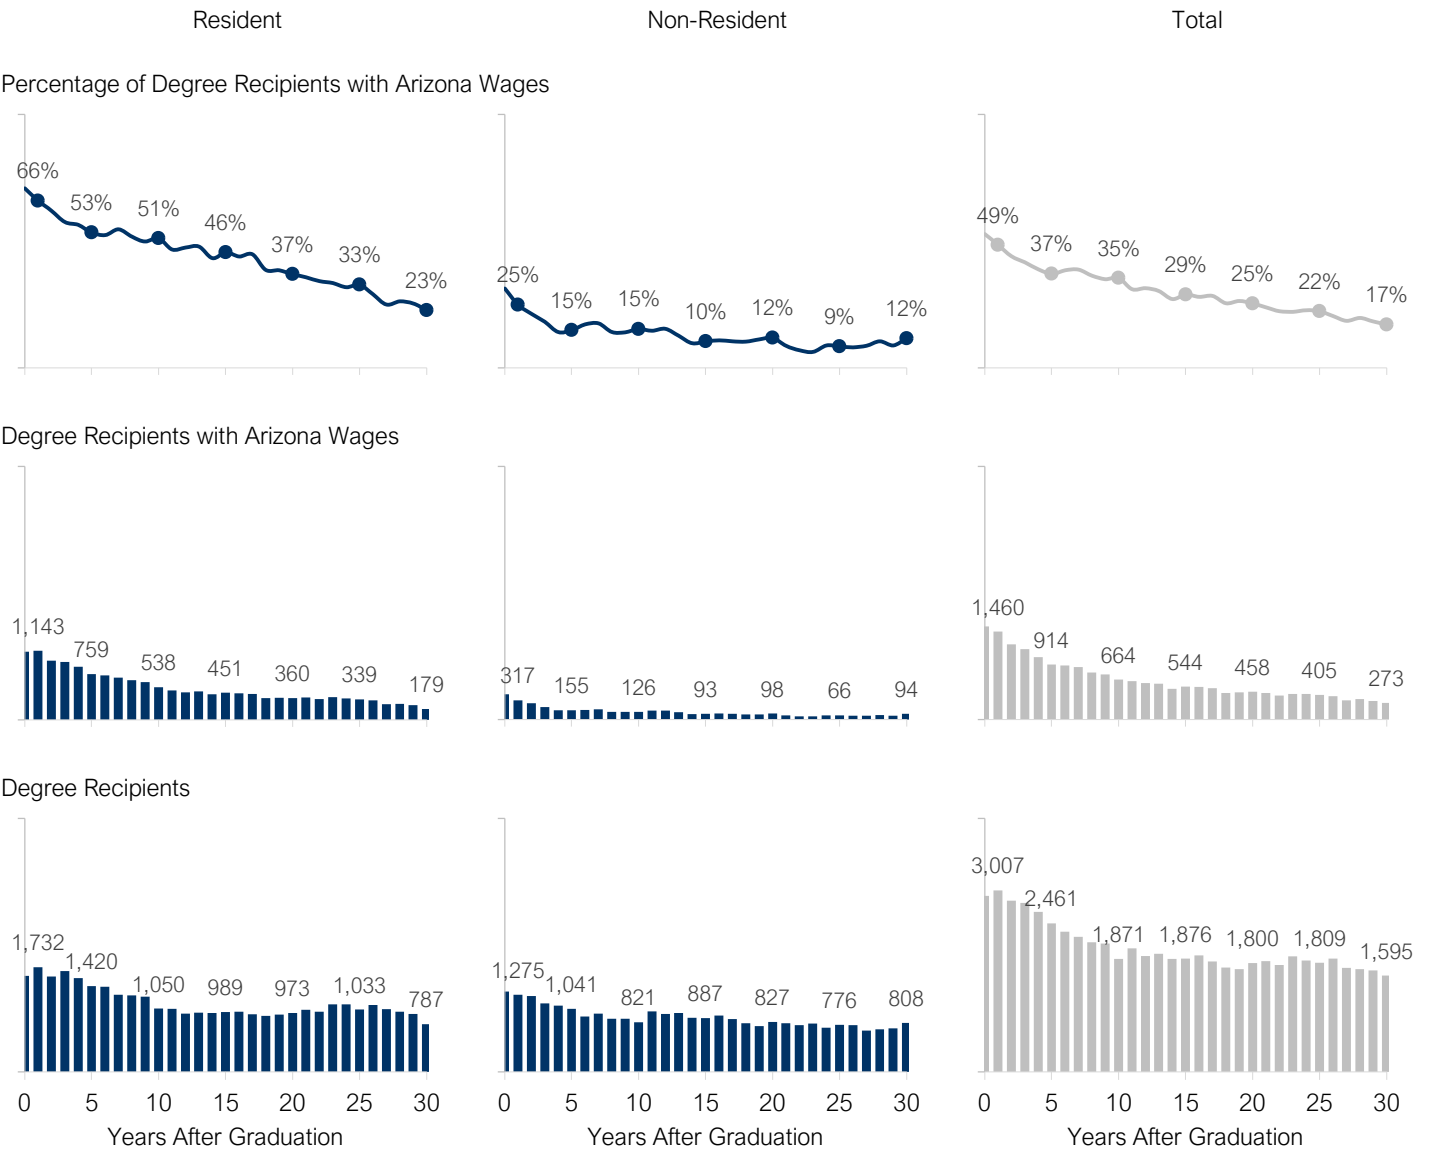 Resident Non-Resident Total
Percentage of Degree Recipients with Arizona Wages
66% 53% 51% 46% 37% 33% 23%
25% 15% 15% 10% 12% 9% 12%
49% 37% 35% 29% 25% 22% 17%
Degree Recipients with Arizona Wages
1,143 759 538 451 360 339 179
317 155 126 93 98 66 94
1,460 914 664 544 458 405 273
Degree Recipients
1,732 1,420 1,050 989 973 1,033 787
1,275 1,041 821 887 827 776 808
3,007 2,461 1,871 1,876 1,800 1,809 1,595
0 5 10 15 20 25 30
0 5 10 15 20 25 30
0 5 10 15 20 25 30
Years After Graduation Years After Graduation Years After Graduation